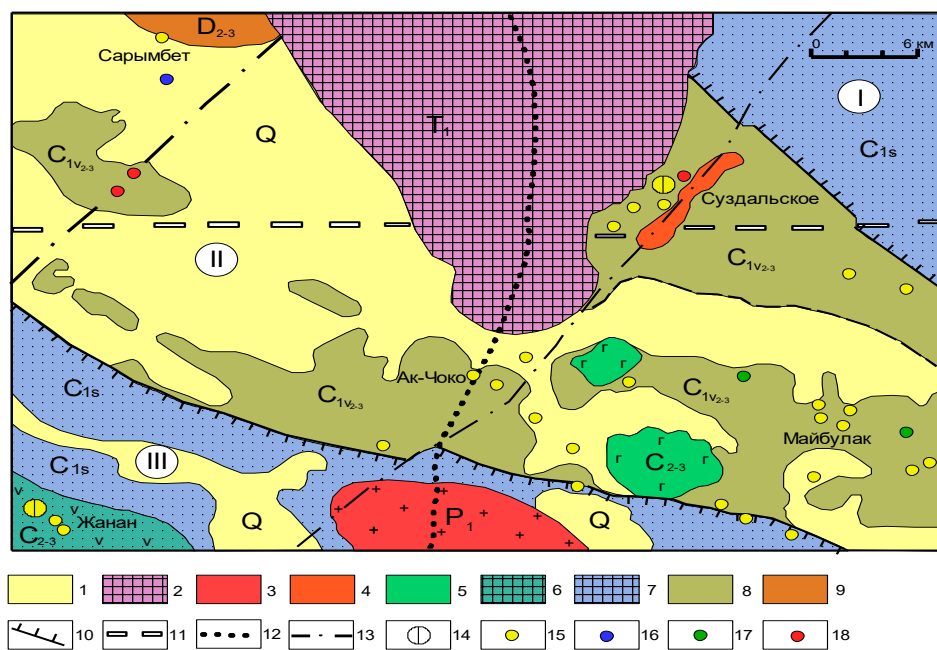 D2-3
Сарымбет
0 6 км
I
T1
Q
C1s
C1v2-3
Суздальское
II
C1v2-3
Г
Г Г
Ак-Чоко
C1s
C1v2-3
C1v2-3
Майбулак
Г
III
C1s
Г C2-3 Г
Г
v
v
Жанан
C2-3
v v
Q
P1
Q
1 2 3 4 5 6 7 8 9
10 11 12 13 14 15 16 17 18